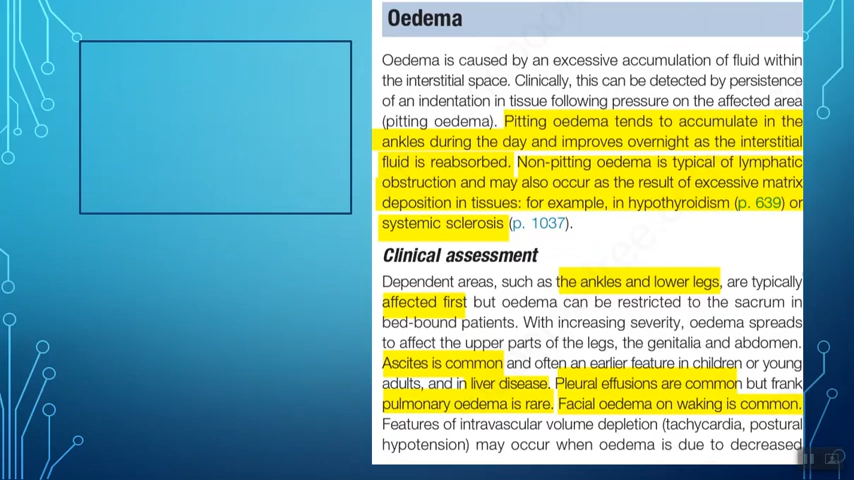 Oedema
Oedema is caused by an excessive accumulation of fluid within
the interstitial space. Clinically, this can be detected by persistence
of an indentation in tissue following pressure on the affected area
(pitting oedema). Pitting oedema tends to accumulate in the
ankles during the day and improves overnight as the interstitial
fluid is reabsorbed. Non-pitting oedema is typical of lymphatic
obstruction and may also occur as the result of excessive matrix
deposition in tissues: for example, in hypothyroidism (p. 639) or
systemic sclerosis (p. 1037).
Clinical assessment
Dependent areas, such as the ankles and lower legs, are typically
affected first but oedema can be restricted to the sacrum in
bed-bound patients. With increasing severity, oedema spreads
to affect the upper parts of the legs, the genitalia and abdomen.
Ascites is common and often an earlier feature in children or young
adults, and in liver disease. Pleural effusions are common but frank
pulmonary oedema is rare. Facial oedema on waking is common.
Features of intravascular volume depletion (tachycardia, postural
hypotension) may occur when oedema is due to decreased